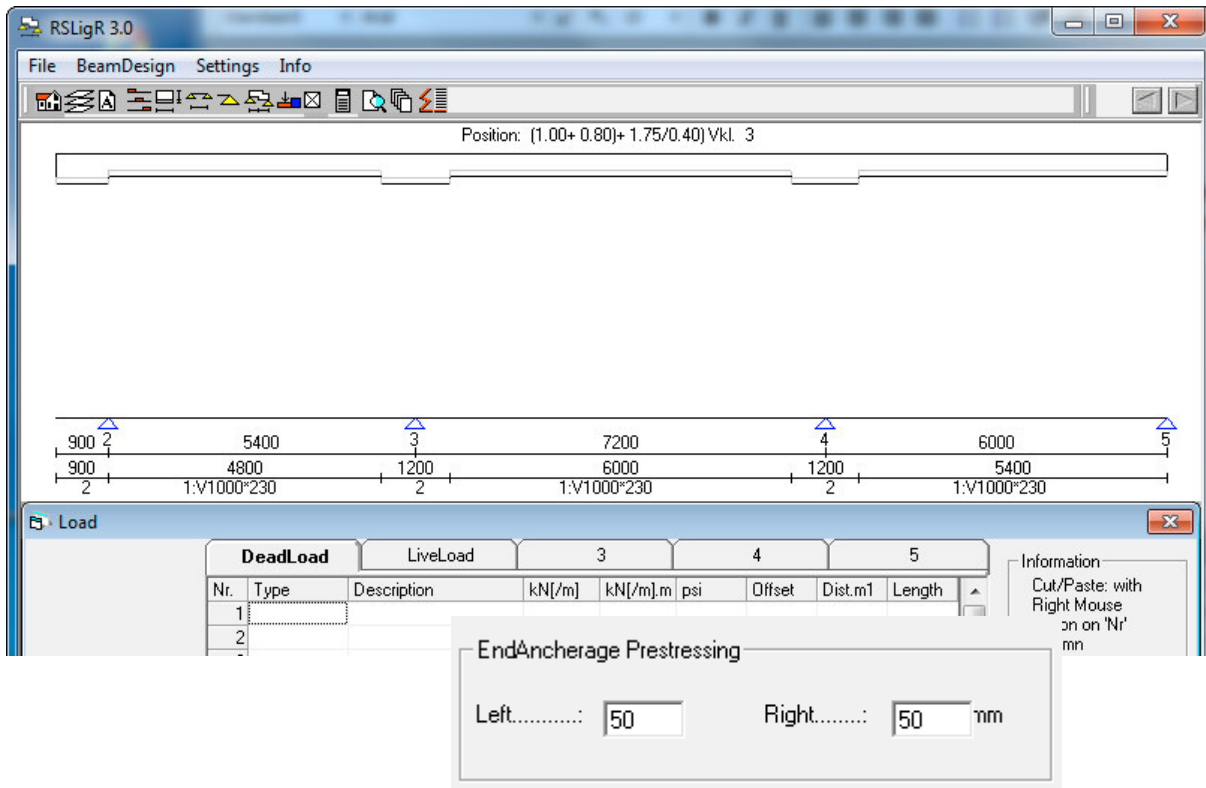 RSLigR 3.0
File BeamDesign Settings Info
Position: (1.00+ 0.80)+ 1.75/0.40) Vkl. 3
900 2 5400 3 7200 4 6000 5
900 4800 1200 6000 1200 5400
2 1:V1000*230 2 1:V1000*230 2 1:V1000*230
Load
DeadLoad LiveLoad 3 4 5
Information
Nr. Type Description kN[/m] kN[/m].m psi Offset Dist.m1 Length
Cut/Paste: with
1
Right Mouse
on on 'Nr'
2
mn
EndAncherage Prestressing
Left...........: 50 Right........: 50 mm